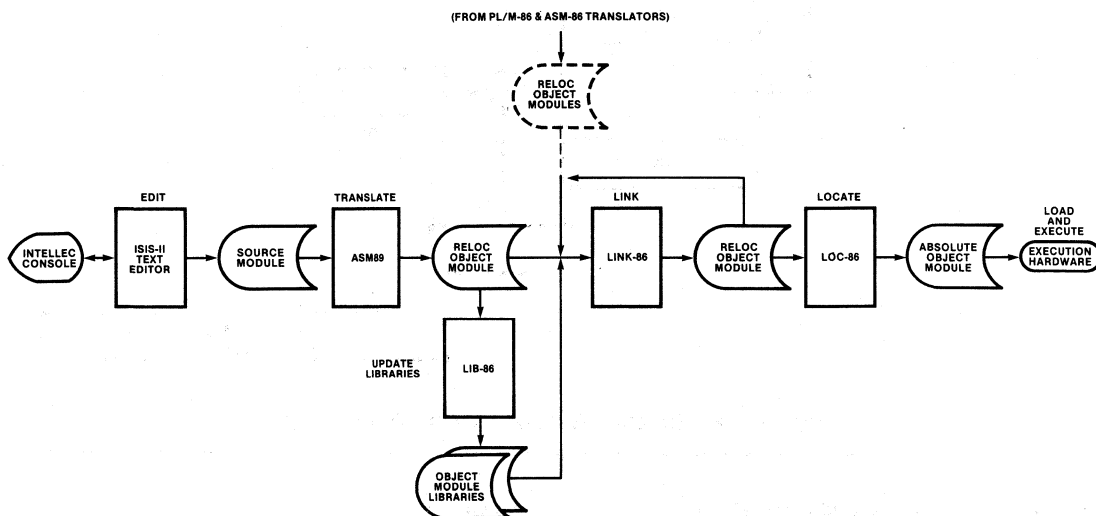 (FROM PL/M-86 & ASM-86 TRANSLATORS)
RELOC
OBJECT
MODULES
EDIT
TRANSLATE
LINK
LOCATE
LOAD
AND
EXECUTE
INTELLEC
CONSOLE
ISIS-II
TEXT
EDITOR
SOURCE
MODULE
ASM89
RELOC
OBJECT
MODULE
LINK-86
RELOC
OBJECT
MODULE
LOC-86
ABSOLUTE
OBJECT
MODULE
EXECUTION
HARDWARE
UPDATE
LIBRARIES
LIB-86
OBJECT
MODULE
LIBRARIES